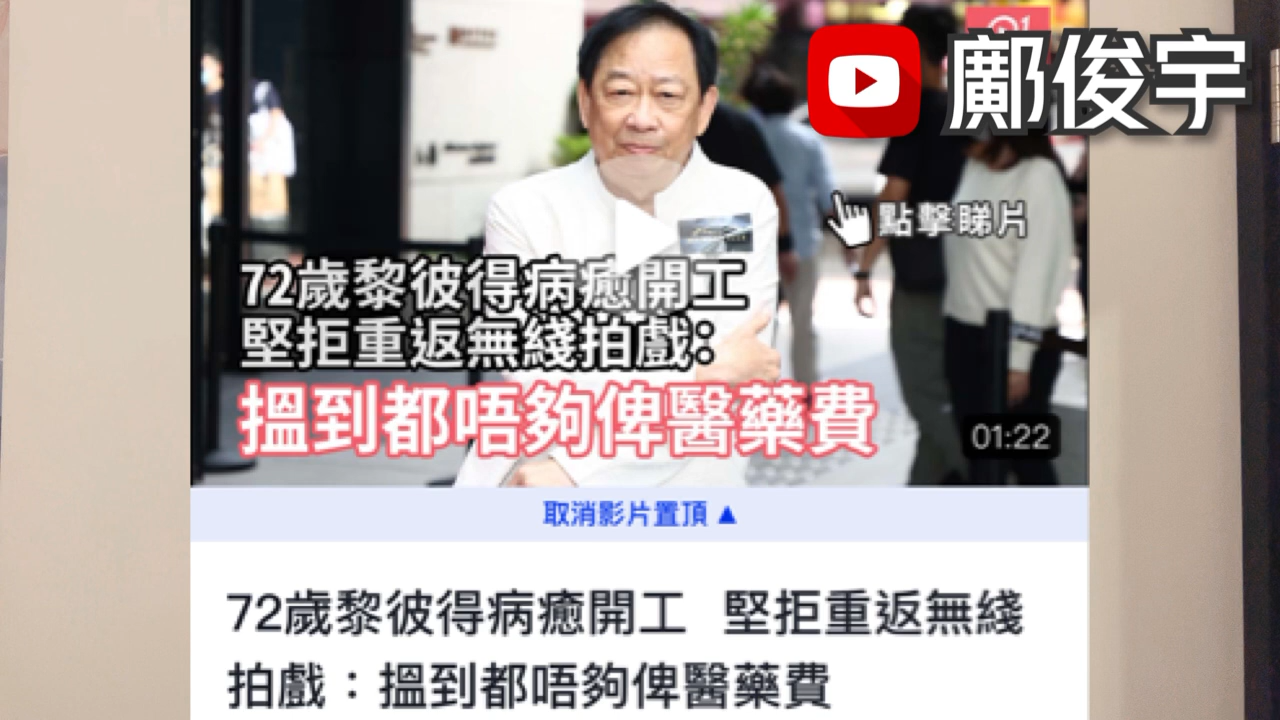 鄺俊宇
點擊睇片
72歲黎彼得病癒開工
堅拒重返無綫拍戲：
搵到都唔夠俾醫藥費
01:22
取消影片置頂 ▲
72歲黎彼得病癒開工 堅拒重返無綫
拍戲：搵到都唔夠俾醫藥費